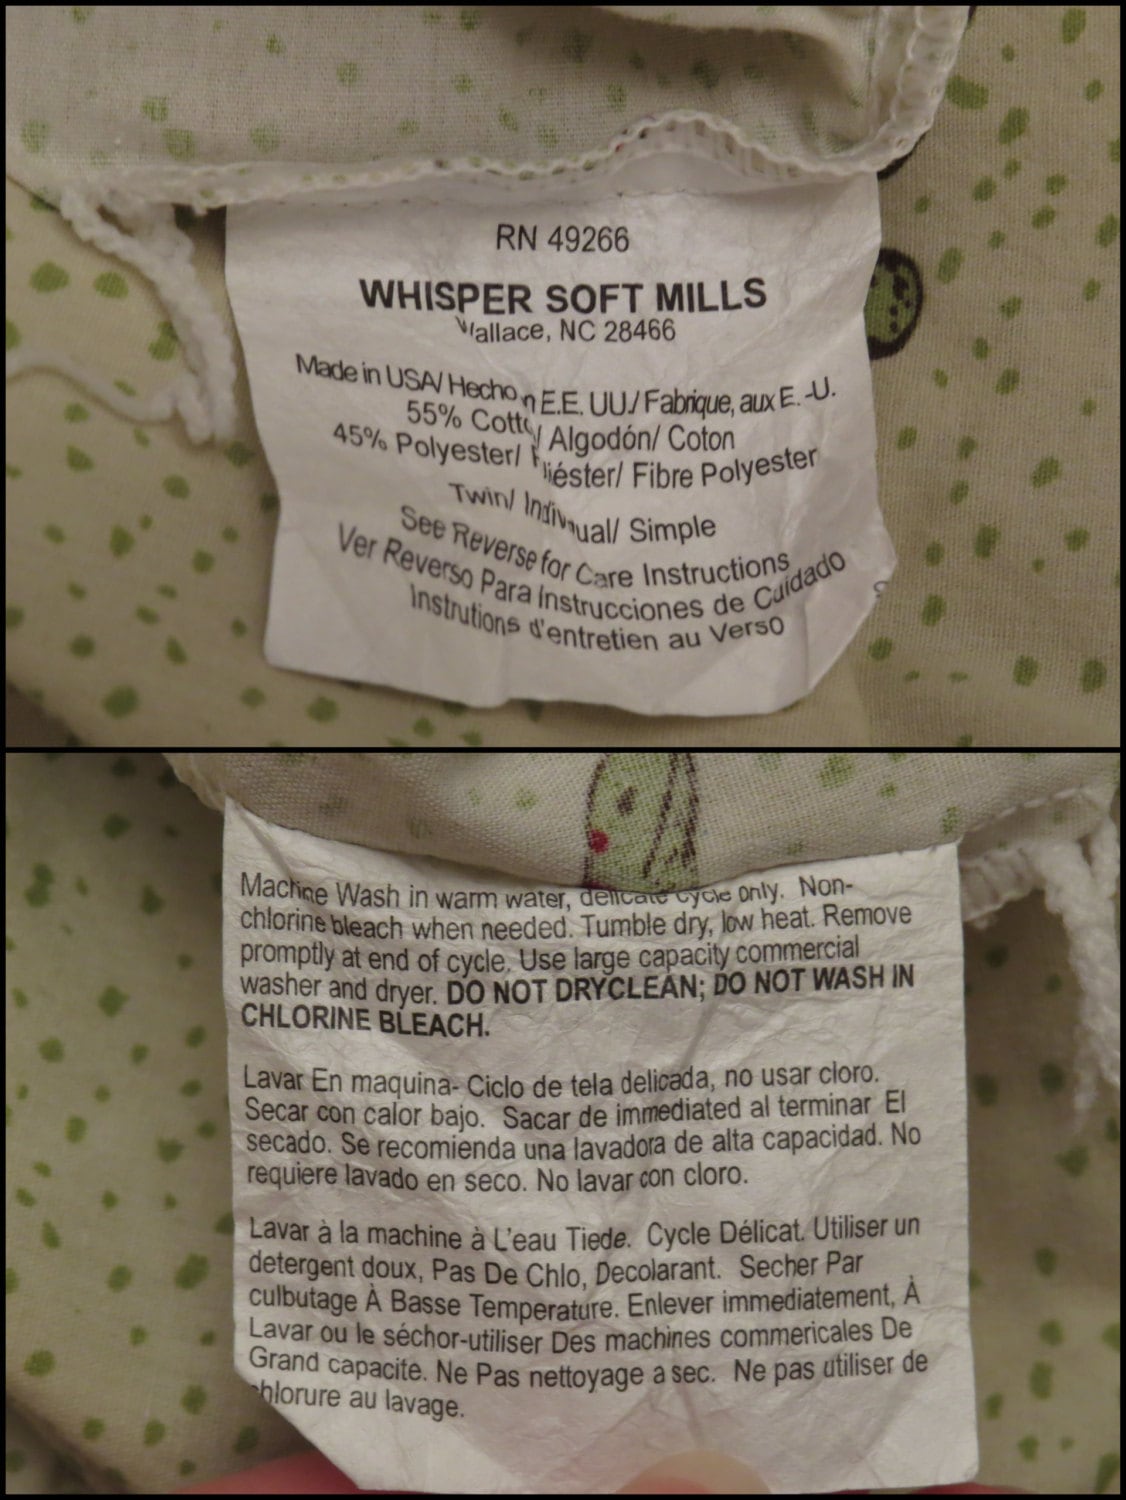 RN 49266
WHISPER SOFT MILLS
Wallace, NC 28466
Made in USA/ Hecho n E.E. UU./ Fabrique, aux E. -U.
55% Cott / Algodón/ Coton
45% Polyester/ liéster/ Fibre Polyester
Twin/ Individual/ Simple
See Reverse for Care Instructions
Ver Reverso Para Instrucciones de Cuidado
Instrutions d'entretien au Verso
Machine Wash in warm water, delicate cycle only. Non-
chlorine bleach when needed. Tumble dry, low heat. Remove
promptly at end of cycle. Use large capacity commercial
washer and dryer. DO NOT DRYCLEAN; DO NOT WASH IN
CHLORINE BLEACH.
Lavar En maquina- Ciclo de tela delicada, no usar cloro.
Secar con calor bajo. Sacar de immediated al terminar El
secado. Se recomienda una lavadora de alta capacidad. No
requiere lavado en seco. No lavar con cloro.
Lavar à la machine à L'eau Tiede. Cycle Délicat. Utiliser un
detergent doux, Pas De Chlo, Decolarant. Secher Par
culbutage À Basse Temperature. Enlever immediatement, À
Lavar ou le séchor-utiliser Des machines commericales De
Grand capacite. Ne Pas nettoyage a sec. Ne pas utiliser de
chlorure au lavage.